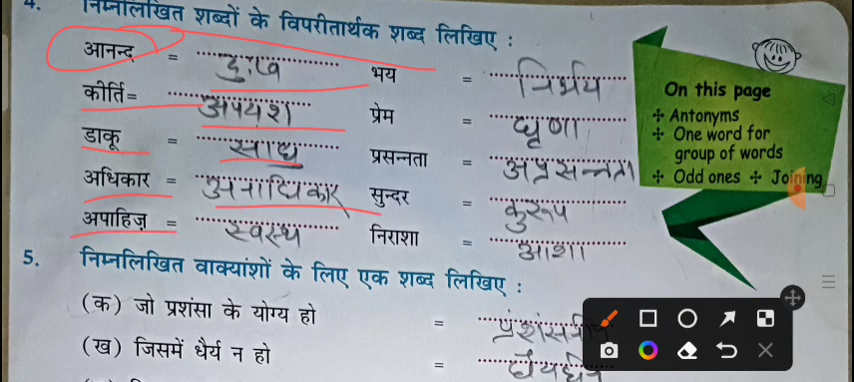 4. निम्नलिखित शब्दों के विपरीतार्थक शब्द लिखिए :
आनन्द = दुःख भय = निर्भय
कीर्ति= अपयश प्रेम = घृणा
डाकू = साधु प्रसन्नता = अप्रसन्नता
अधिकार = अनाधिकार सुन्दर = कुरूप
अपाहिज़ = स्वस्थ निराशा = आशा
On this page
Antonyms
One word for
group of words
Odd ones Joining
5. निम्नलिखित वाक्यांशों के लिए एक शब्द लिखिए :
(क) जो प्रशंसा के योग्य हो =
(ख) जिसमें धैर्य न हो =